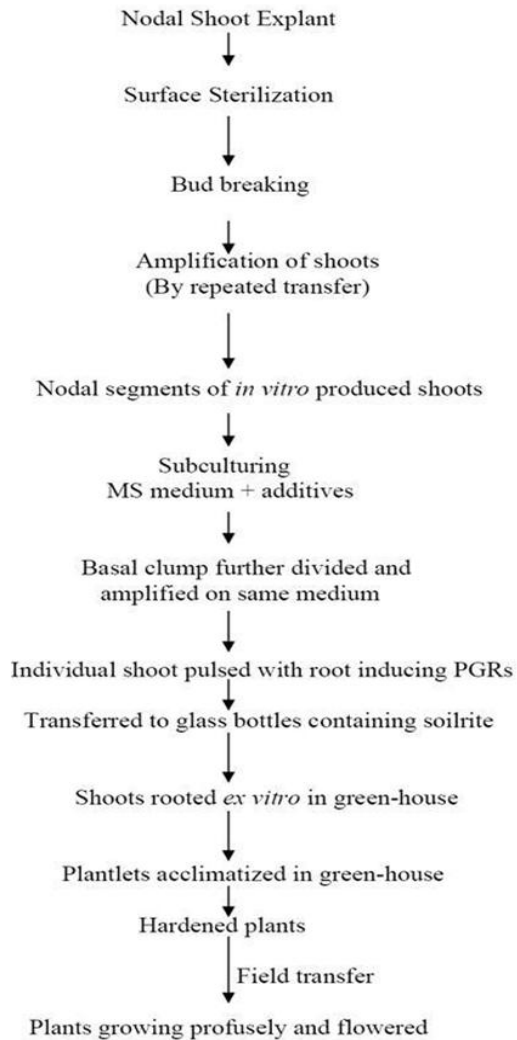 Nodal Shoot Explant
Surface Sterilization
Bud breaking
Amplification of shoots
(By repeated transfer)
Nodal segments of in vitro produced shoots
Subculturing
MS medium + additives
Basal clump further divided and
amplified on same medium
Individual shoot pulsed with root inducing PGRs
Transferred to glass bottles containing soilrite
Shoots rooted ex vitro in green-house
Plantlets acclimatized in green-house
Hardened plants
Field transfer
Plants growing profusely and flowered